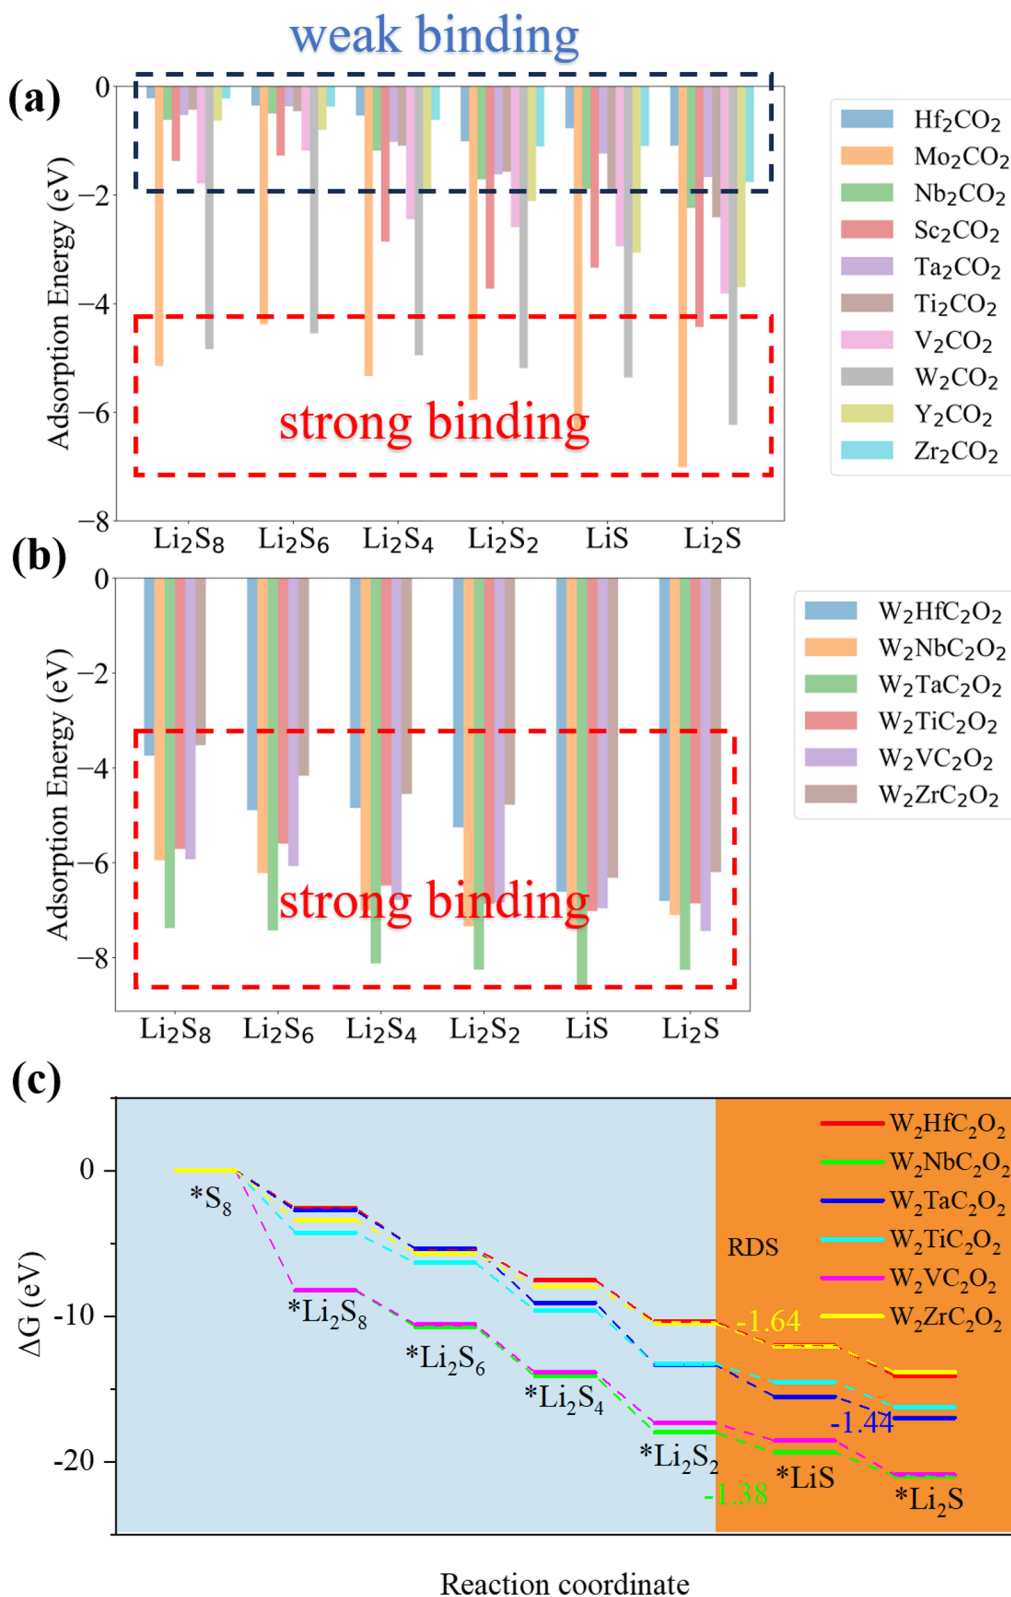 weak binding
(a)
0
−2
−4
−6
−8
Adsorption Energy (eV)
strong binding
Li₂S₈ Li₂S₆ Li₂S₄ Li₂S₂ LiS Li₂S
Hf₂CO₂
Mo₂CO₂
Nb₂CO₂
Sc₂CO₂
Ta₂CO₂
Ti₂CO₂
V₂CO₂
W₂CO₂
Y₂CO₂
Zr₂CO₂
(b)
0
−2
−4
−6
−8
Adsorption Energy (eV)
strong binding
Li₂S₈ Li₂S₆ Li₂S₄ Li₂S₂ LiS Li₂S
W₂HfC₂O₂
W₂NbC₂O₂
W₂TaC₂O₂
W₂TiC₂O₂
W₂VC₂O₂
W₂ZrC₂O₂
(c)
0
-10
-20
ΔG (eV)
*S₈
*Li₂S₈
*Li₂S₆
*Li₂S₄
*Li₂S₂
*LiS
*Li₂S
RDS
-1.64
-1.44
-1.38
W₂HfC₂O₂
W₂NbC₂O₂
W₂TaC₂O₂
W₂TiC₂O₂
W₂VC₂O₂
W₂ZrC₂O₂
Reaction coordinate